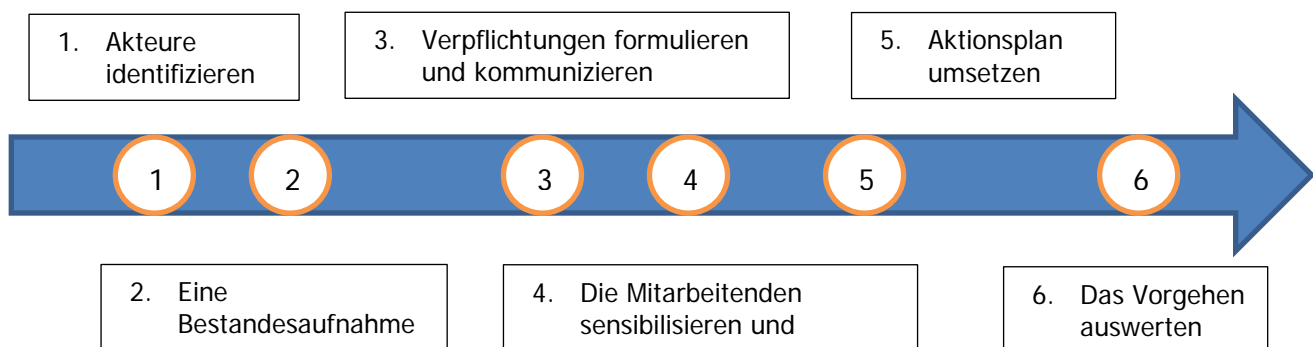 1. Akteure
identifizieren
3. Verpflichtungen formulieren
und kommunizieren
5. Aktionsplan
umsetzen
1
2
3
4
5
6
2. Eine
Bestandesaufnahme
4. Die Mitarbeitenden
sensibilisieren und
6. Das Vorgehen
auswerten